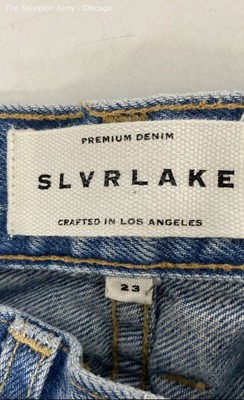 The Salvation Army - Chicago
PREMIUM DENIM
SLVRLAKE
CRAFTED IN LOS ANGELES
23